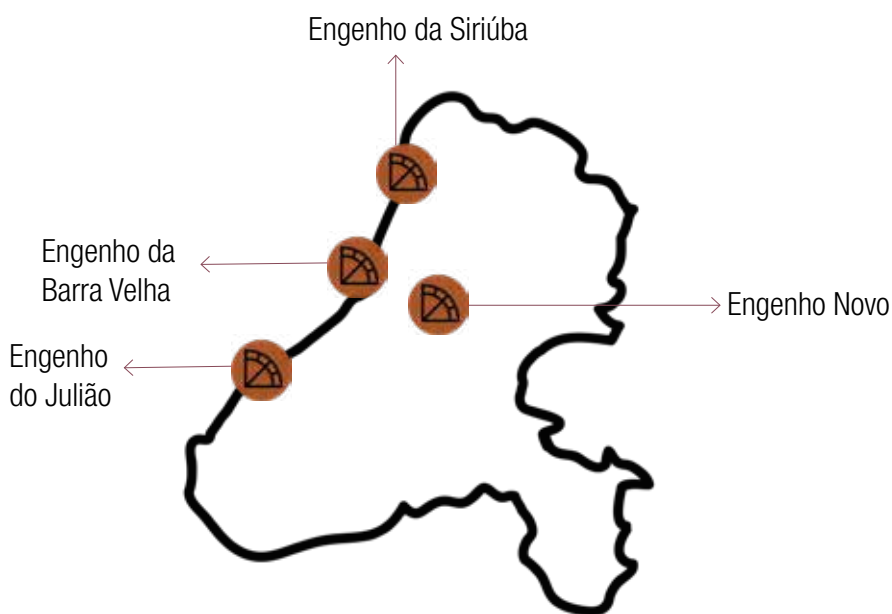 Engenho da Siriúba
Engenho da
Barra Velha
Engenho Novo
Engenho
do Julião